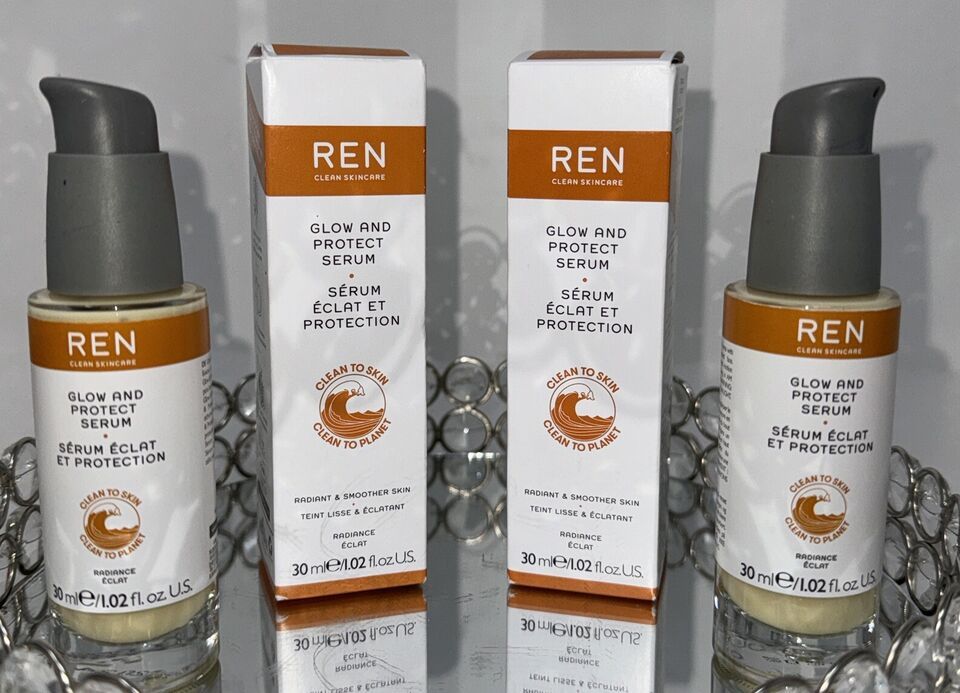 REN
CLEAN SKINCARE
GLOW AND
PROTECT
SERUM
SÉRUM ÉCLAT
ET PROTECTION
CLEAN TO SKIN
CLEAN TO PLANET
RADIANCE
ÉCLAT
30 ml e/1.02 fl. oz. U.S.
REN
CLEAN SKINCARE
GLOW AND
PROTECT
SERUM
SÉRUM
ÉCLAT ET
PROTECTION
CLEAN TO SKIN
CLEAN TO PLANET
RADIANT & SMOOTHER SKIN
TEINT LISSE & ÉCLATANT
RADIANCE
ÉCLAT
30 ml e/1.02 fl.oz.U.S.
REN
CLEAN SKINCARE
GLOW AND
PROTECT
SERUM
SÉRUM
ÉCLAT ET
PROTECTION
CLEAN TO SKIN
CLEAN TO PLANET
RADIANT & SMOOTHER SKIN
TEINT LISSE & ÉCLATANT
RADIANCE
ÉCLAT
30 ml e/1.02 fl.oz.U.S.
REN
CLEAN SKINCARE
GLOW AND
PROTECT
SERUM
SÉRUM ÉCLAT
ET PROTECTION
CLEAN TO SKIN
CLEAN TO PLANET
RADIANCE
ÉCLAT
30 ml e/1.02 fl. oz. U.S.